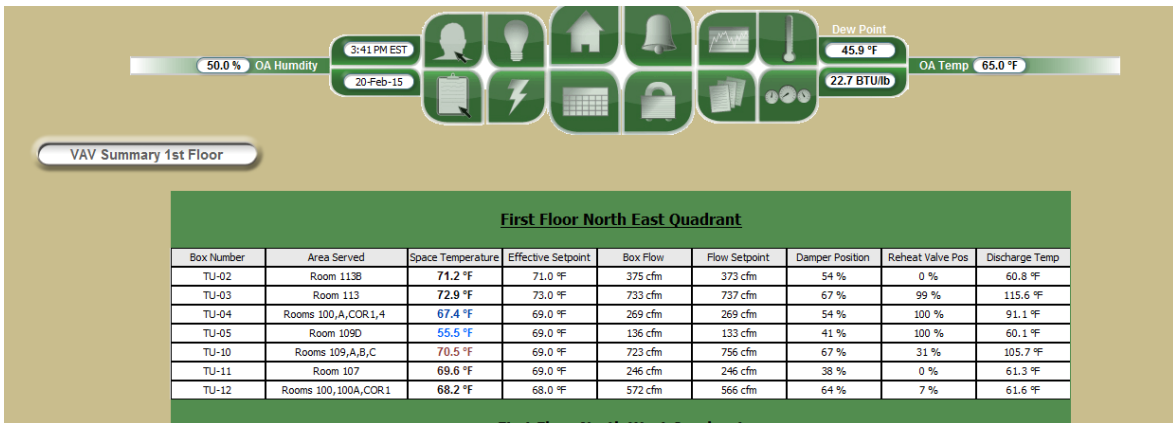 Dew Point
3:41 PM EST
45.9 °F
50.0 % OA Humdity
OA Temp 65.0 °F
20-Feb-15
22.7 BTU/lb
VAV Summary 1st Floor
First Floor North East Quadrant
Box Number Area Served Space Temperature Effective Setpoint Box Flow Flow Setpoint Damper Position Reheat Valve Pos Discharge Temp
TU-02 Room 113B 71.2 °F 71.0 °F 375 cfm 373 cfm 54 % 0 % 60.8 °F
TU-03 Room 113 72.9 °F 73.0 °F 733 cfm 737 cfm 67 % 99 % 115.6 °F
TU-04 Rooms 100,A,COR1,4 67.4 °F 69.0 °F 269 cfm 269 cfm 54 % 100 % 91.1 °F
TU-05 Room 109D 55.5 °F 69.0 °F 136 cfm 133 cfm 41 % 100 % 60.1 °F
TU-10 Rooms 109,A,B,C 70.5 °F 69.0 °F 723 cfm 756 cfm 67 % 31 % 105.7 °F
TU-11 Room 107 69.6 °F 69.0 °F 246 cfm 246 cfm 38 % 0 % 61.3 °F
TU-12 Rooms 100,100A,COR1 68.2 °F 68.0 °F 572 cfm 566 cfm 64 % 7 % 61.6 °F